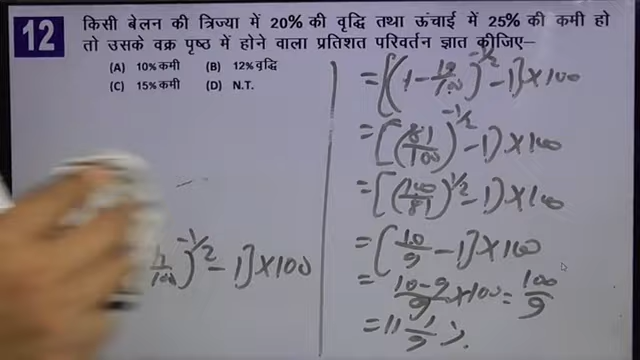 12
किसी बेलन की त्रिज्या में 20% की वृद्धि तथा ऊंचाई में 25% की कमी हो
तो उसके वक्र पृष्ठ में होने वाला प्रतिशत परिवर्तन ज्ञात कीजिए–
(A) 10% कमी (B) 12% वृद्धि
(C) 15% कमी (D) N.T.
)^-1/2 - 1] × 100
= [(1 - 19/100)^-1/2 - 1] × 100
= [(81/100)^-1/2 - 1) × 100
= [(100/81)^1/2 - 1) × 100
= [10/9 - 1] × 100
= 10-9/9 × 100 = 100/9
= 11 1/9 %